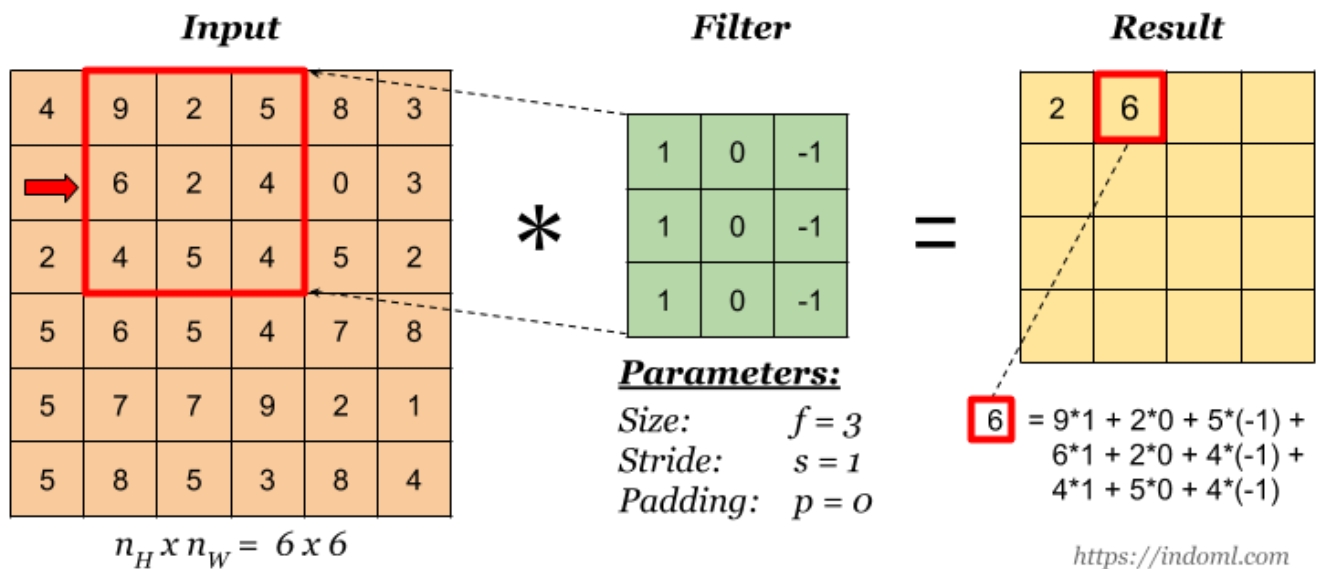 Input
Filter
Result
4 9 2 5 8 3
6 2 4 0 3
2 4 5 4 5 2
5 6 5 4 7 8
5 7 7 9 2 1
5 8 5 3 8 4
n_H x n_W = 6 x 6
*
1 0 -1
1 0 -1
1 0 -1
Parameters:
Size: f = 3
Stride: s = 1
Padding: p = 0
=
2 6
6 = 9*1 + 2*0 + 5*(-1) +
6*1 + 2*0 + 4*(-1) +
4*1 + 5*0 + 4*(-1)
https://indoml.com